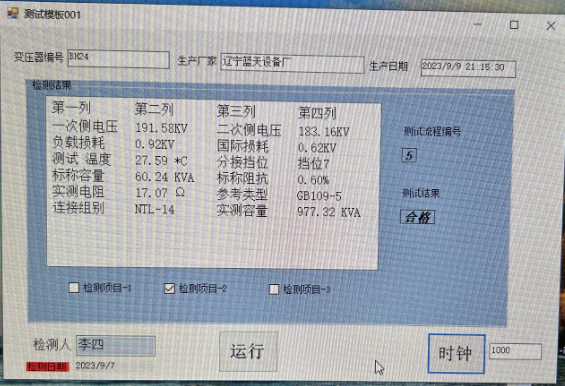 测试模板001
变压器编号 BH24 生产厂家 辽宁蓝天设备厂 生产日期 2023/9/9 21:15:30
检测结果
第一列 第二列 第三列 第四列
一次侧电压 191.58KV 二次侧电压 183.16KV
负载损耗 0.92KV 国际损耗 0.62KV
测试 温度 27.59 *C 分接挡位 挡位7
标称容量 60.24 KVA 标称阻抗 0.60%
实测电阻 17.07 Ω 参考类型 GB109-5
连接组别 NTL-14 实测容量 977.32 KVA
测试流程编号
5
测试结果
合格
检测项目-1 检测项目-2 检测项目-3
检测人 李四 运行 时钟 1000
检测日期 2023/9/7